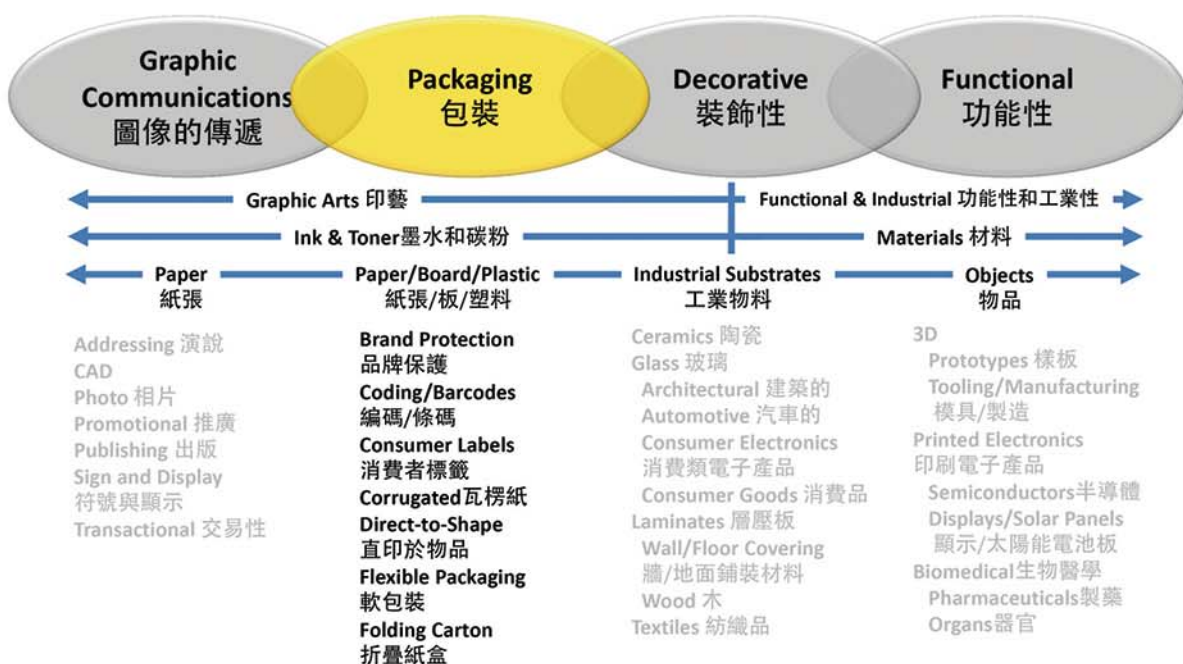 Graphic
Communications
圖像的傳遞
Packaging
包裝
Decorative
裝飾性
Functional
功能性
Graphic Arts 印藝
Functional & Industrial 功能性和工業性
Ink & Toner墨水和碳粉
Materials 材料
Paper
紙張
Paper/Board/Plastic
紙張/板/塑料
Industrial Substrates
工業物料
Objects
物品
Addressing 演說
CAD
Photo 相片
Promotional 推廣
Publishing 出版
Sign and Display
符號與顯示
Transactional 交易性
Brand Protection
品牌保護
Coding/Barcodes
編碼/條碼
Consumer Labels
消費者標籤
Corrugated瓦楞紙
Direct-to-Shape
直印於物品
Flexible Packaging
軟包裝
Folding Carton
折疊紙盒
Ceramics 陶瓷
Glass 玻璃
Architectural 建築的
Automotive 汽車的
Consumer Electronics
消費類電子產品
Consumer Goods 消費品
Laminates 層壓板
Wall/Floor Covering
牆/地面鋪裝材料
Wood 木
Textiles 紡織品
3D
Prototypes 樣板
Tooling/Manufacturing
模具/製造
Printed Electronics
印刷電子產品
Semiconductors半導體
Displays/Solar Panels
顯示/太陽能電池板
Biomedical生物醫學
Pharmaceuticals製藥
Organs器官